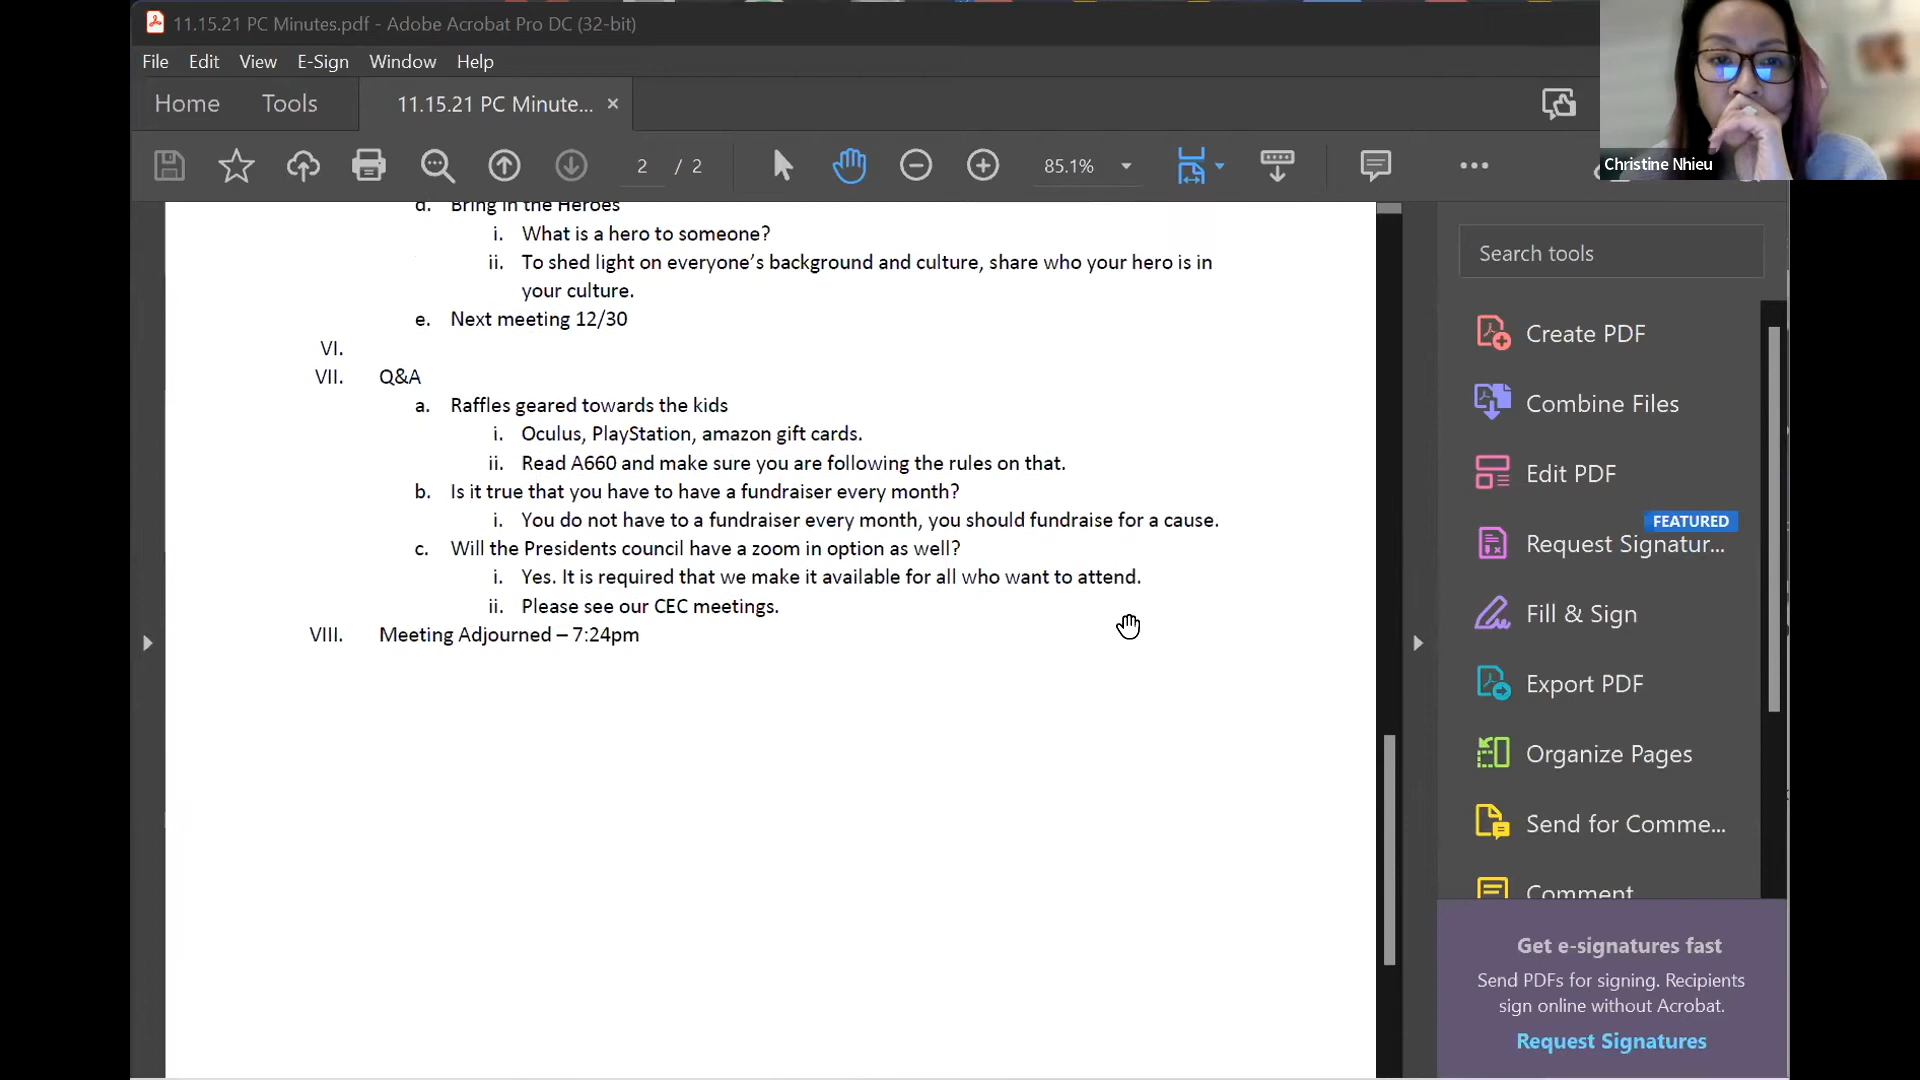 11.15.21 PC Minutes.pdf - Adobe Acrobat Pro DC (32-bit)
File Edit View E-Sign Window Help
Home Tools 11.15.21 PC Minute... ×
2 / 2 85.1%
Christine Nhieu
d. Bring in the Heroes
i. What is a hero to someone?
ii. To shed light on everyone’s background and culture, share who your hero is in
your culture.
e. Next meeting 12/30
VI.
VII. Q&A
a. Raffles geared towards the kids
i. Oculus, PlayStation, amazon gift cards.
ii. Read A660 and make sure you are following the rules on that.
b. Is it true that you have to have a fundraiser every month?
i. You do not have to a fundraiser every month, you should fundraise for a cause.
c. Will the Presidents council have a zoom in option as well?
i. Yes. It is required that we make it available for all who want to attend.
ii. Please see our CEC meetings.
VIII. Meeting Adjourned – 7:24pm
Search tools
Create PDF
Combine Files
Edit PDF
FEATURED
Request Signatur...
Fill & Sign
Export PDF
Organize Pages
Send for Comme...
Comment
Get e-signatures fast
Send PDFs for signing. Recipients
sign online without Acrobat.
Request Signatures